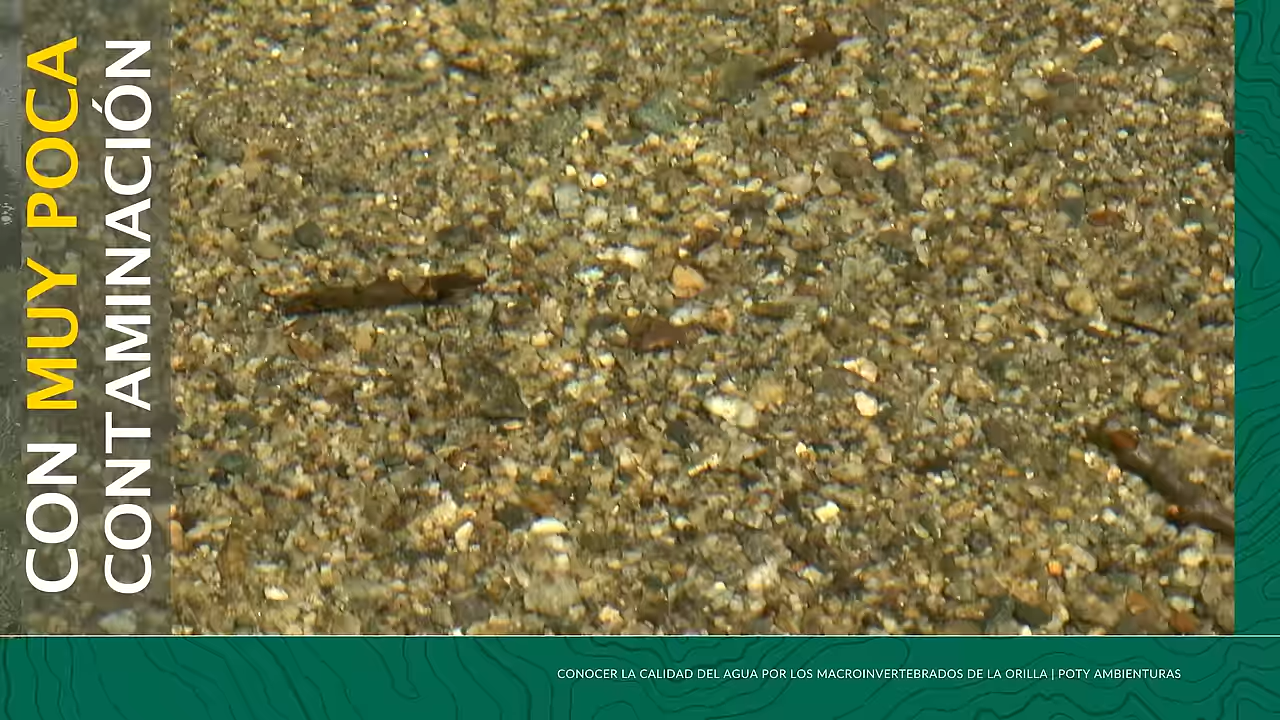 CON MUY POCA
CONTAMINACIÓN
CONOCER LA CALIDAD DEL AGUA POR LOS MACROINVERTEBRADOS DE LA ORILLA | POTY AMBIENTURAS